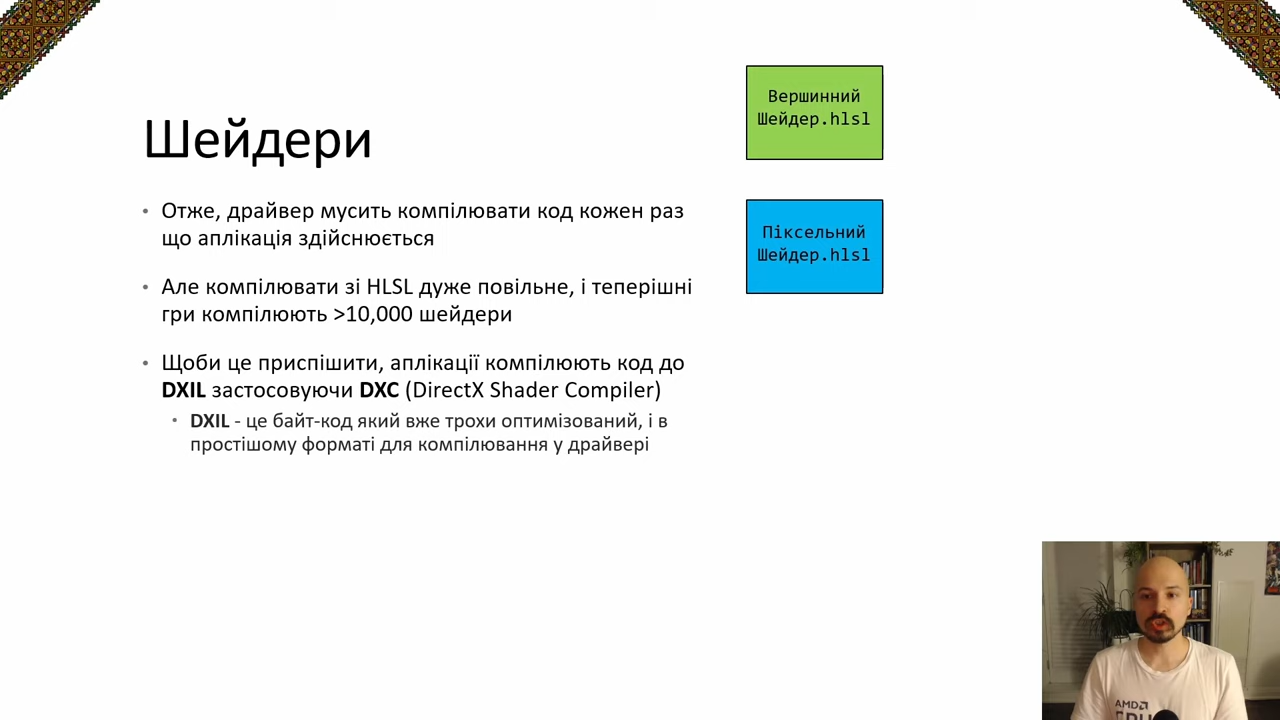 Шейдери
• Отже, драйвер мусить компілювати код кожен раз
що аплікація здійснюється
• Але компілювати зі HLSL дуже повільне, і теперішні
гри компілюють >10,000 шейдери
• Щоби це приспішити, аплікації компілюють код до
DXIL застосовуючи DXC (DirectX Shader Compiler)
• DXIL - це байт-код який вже трохи оптимізований, і в
простішому форматі для компілювання у драйвері
Вершинний
Шейдер.hlsl
Піксельний
Шейдер.hlsl
AMD